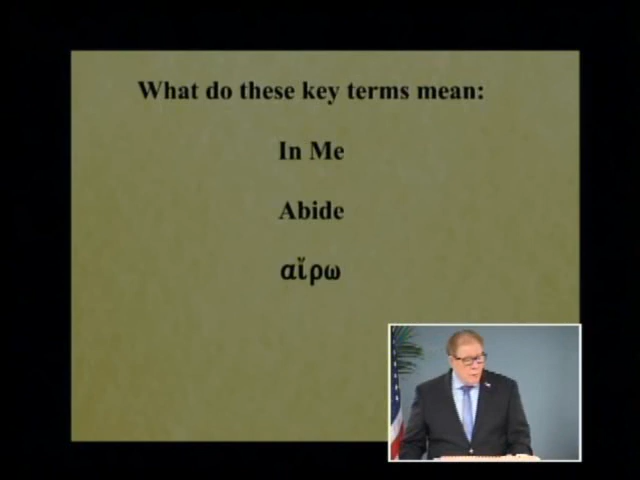 What do these key terms mean:
In Me
Abide
αἴρω